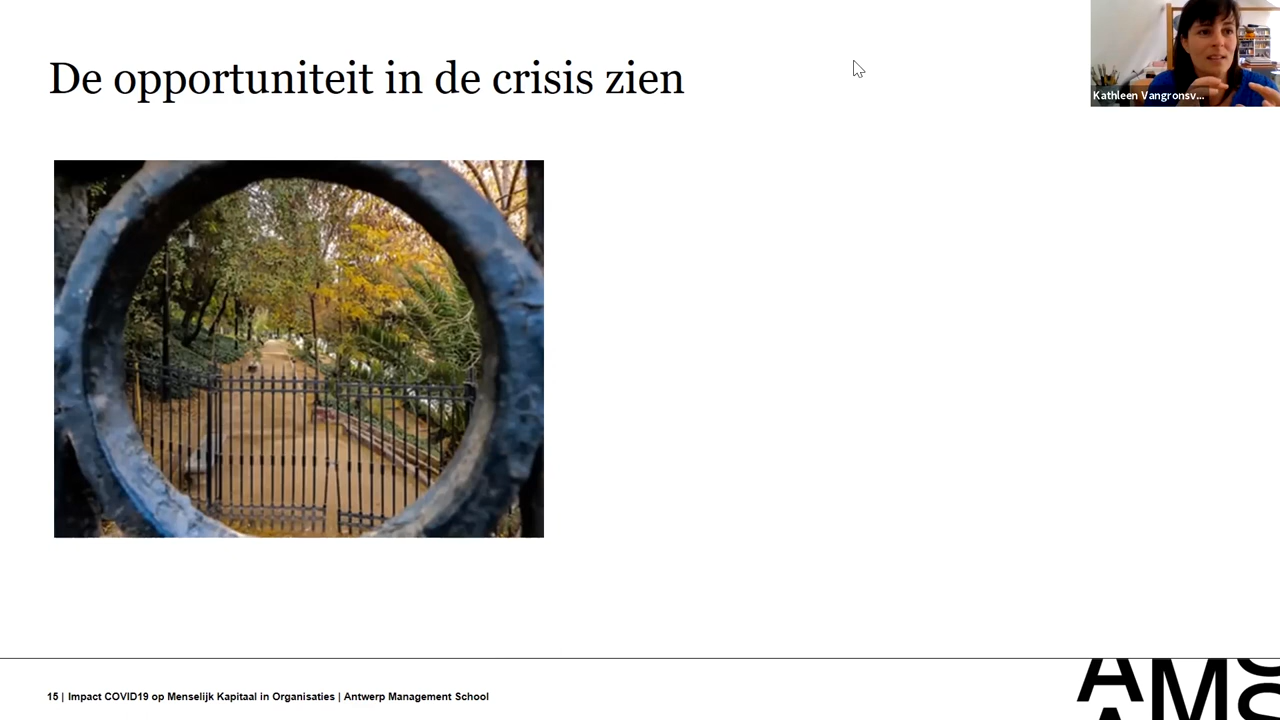 De opportuniteit in de crisis zien
Kathleen Vangronsv...
15 | Impact COVID19 op Menselijk Kapitaal in Organisaties | Antwerp Management School
AMS